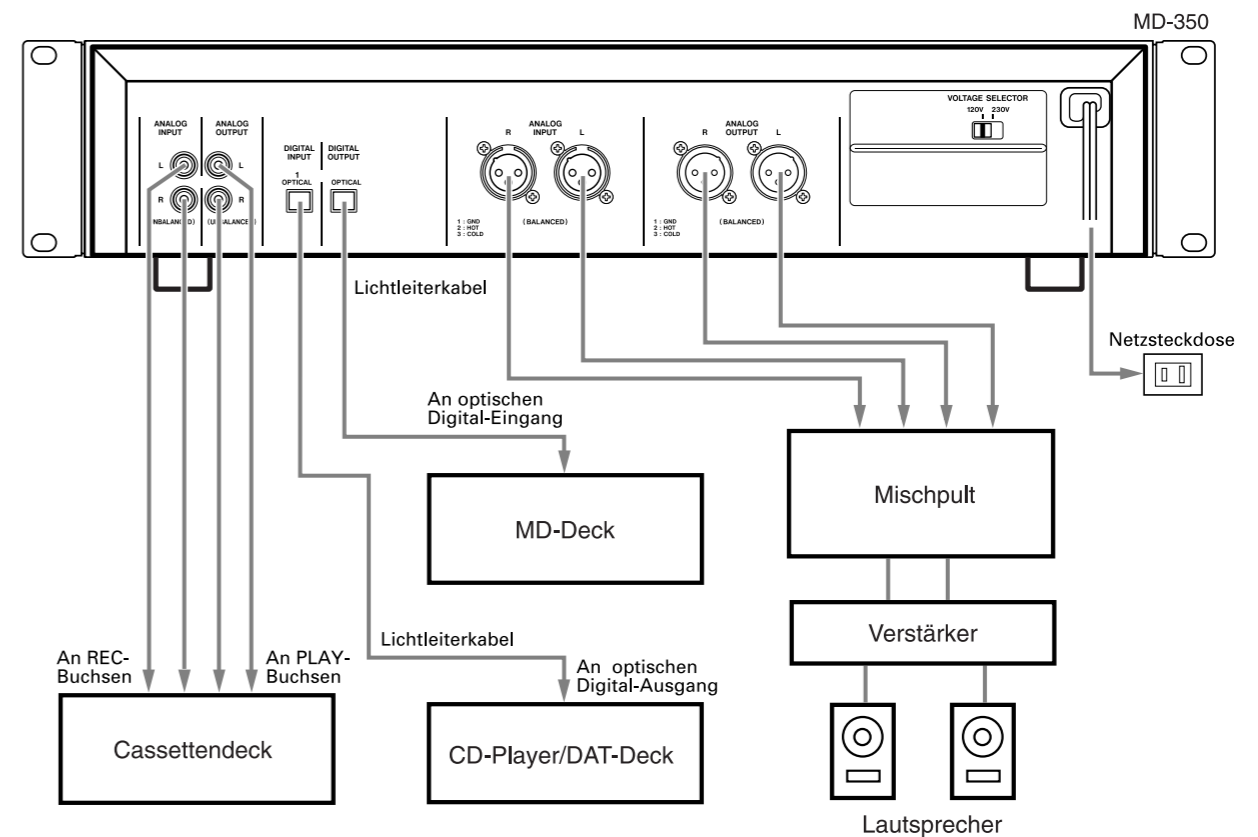 MD-350
VOLTAGE SELECTOR
120V 230V
ANALOG
INPUT
ANALOG
OUTPUT
L
L
R
R
(UNBALANCED)
DIGITAL
INPUT
DIGITAL
OUTPUT
1
OPTICAL
OPTICAL
ANALOG
INPUT
R
L
1 : GND
2 : HOT
3 : COLD
(BALANCED)
ANALOG
OUTPUT
R
L
1 : GND
2 : HOT
3 : COLD
(BALANCED)
Lichtleiterkabel
Netzsteckdose
An optischen
Digital-Eingang
MD-Deck
Mischpult
Verstärker
Lichtleiterkabel
An REC-
Buchsen
An PLAY-
Buchsen
An optischen
Digital-Ausgang
Cassettendeck
CD-Player/DAT-Deck
Lautsprecher